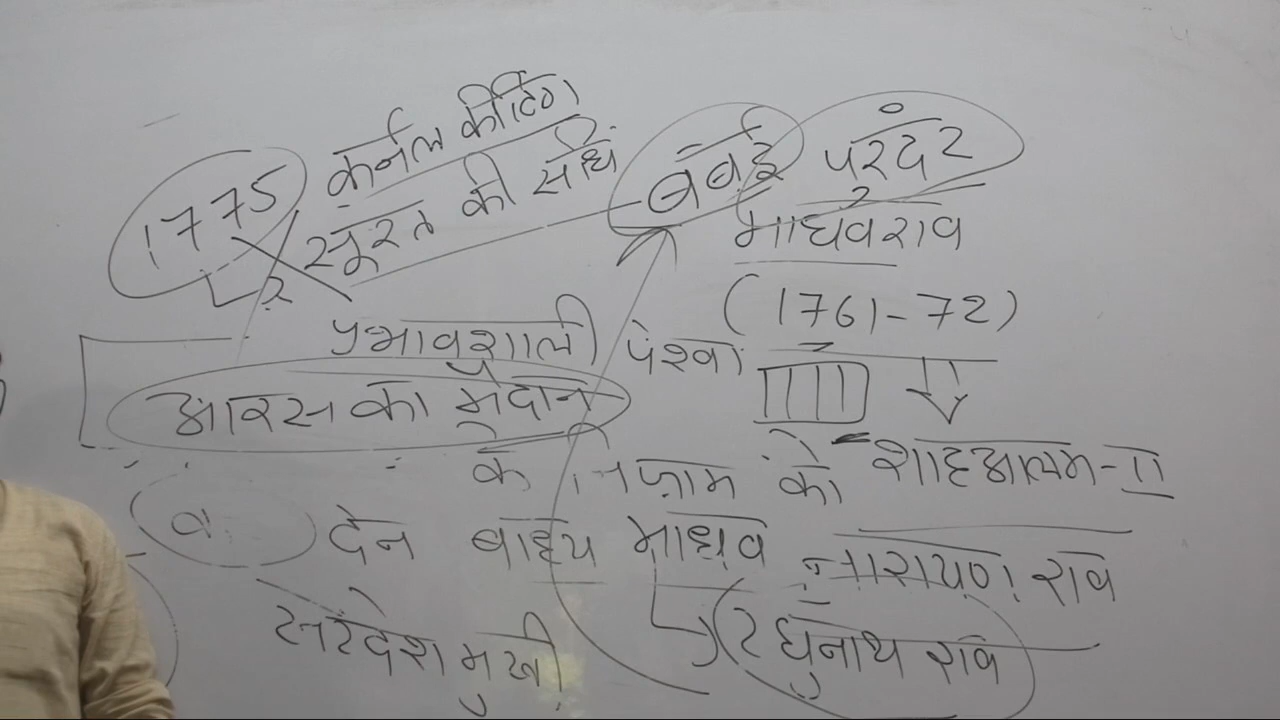 1775 कर्नल कीटिंग
सूरत की संधि
बंबई पुरंदर
माधवराव
(1761-72)
प्रभावशाली पेशवा
आरस का मैदान
के निज़ाम को शाहआलम-II
देन बाध्य माधव नारायण राव
सरदेशमुखी रघुनाथ राव